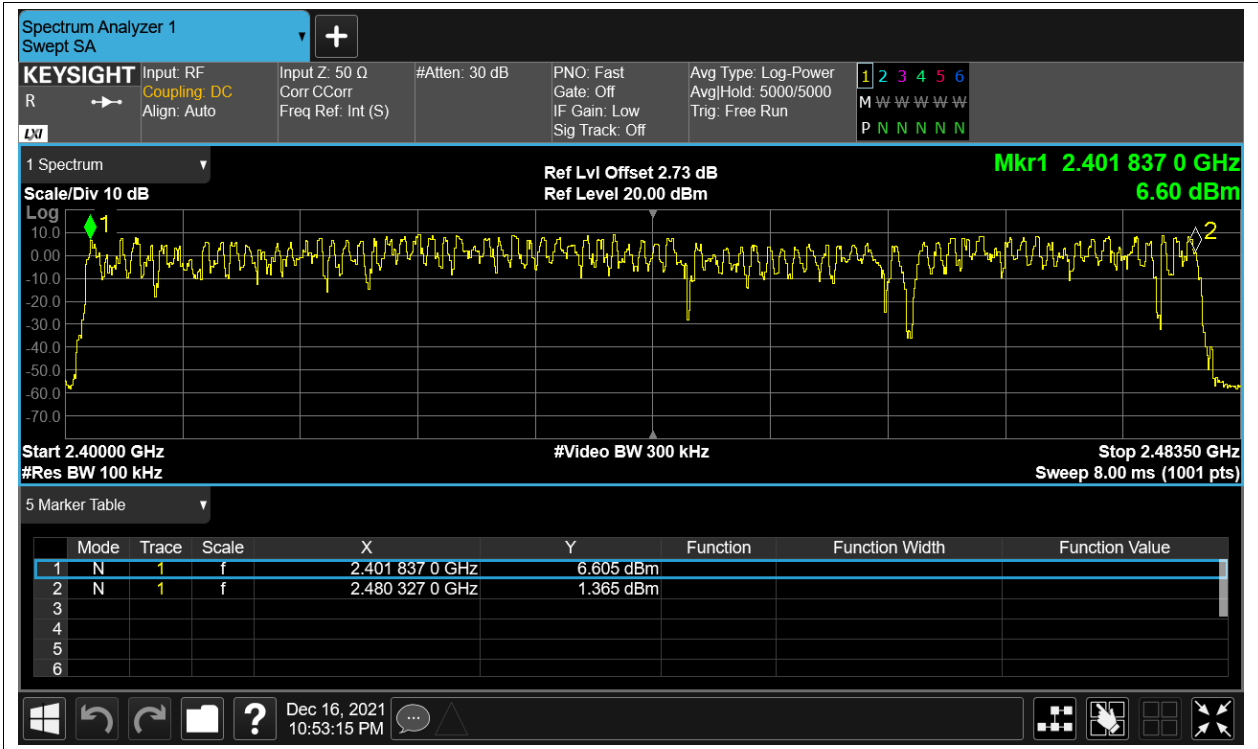 Spectrum Analyzer 1
Swept SA
+
KEYSIGHT Input: RF Input Z: 50 Ω #Atten: 30 dB PNO: Fast Avg Type: Log-Power 1 2 3 4 5 6
R Coupling: DC Corr CCorr Gate: Off Avg|Hold: 5000/5000 M W W W W W W
Align: Auto Freq Ref: Int (S) IF Gain: Low Trig: Free Run
LXI Sig Track: Off P N N N N N N
1 Spectrum
Ref Lvl Offset 2.73 dB Mkr1 2.401 837 0 GHz
Scale/Div 10 dB Ref Level 20.00 dBm 6.60 dBm
Log
1
2
10.0
0.00
-10.0
-20.0
-30.0
-40.0
-50.0
-60.0
-70.0
Start 2.40000 GHz #Video BW 300 kHz Stop 2.48350 GHz
#Res BW 100 kHz Sweep 8.00 ms (1001 pts)
5 Marker Table
Mode Trace Scale X Y Function Function Width Function Value
1 N 1 f 2.401 837 0 GHz 6.605 dBm
2 N 1 f 2.480 327 0 GHz 1.365 dBm
3
4
5
6
? Dec 16, 2021
10:53:15 PM